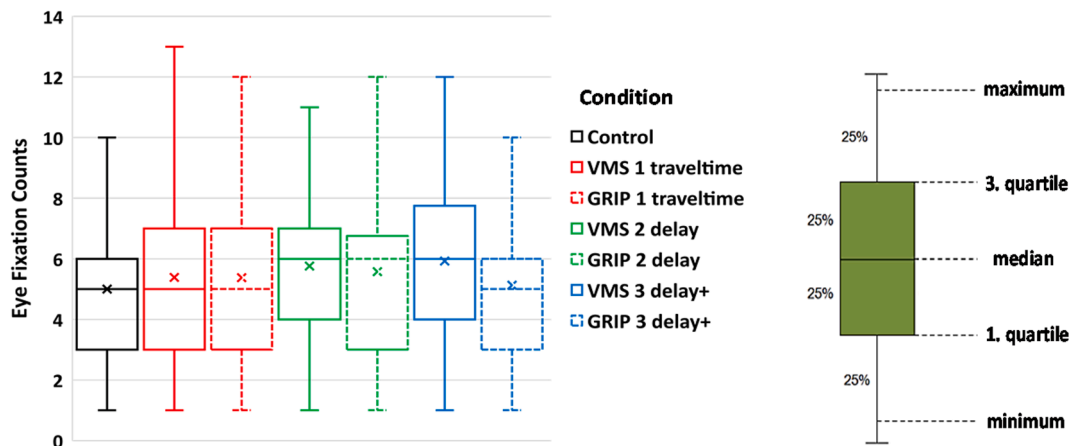 Eye Fixation Counts
14
12
10
8
6
4
2
0
Condition
Control
VMS 1 traveltime
GRIP 1 traveltime
VMS 2 delay
GRIP 2 delay
VMS 3 delay+
GRIP 3 delay+
maximum
25%
3. quartile
25%
median
25%
1. quartile
25%
minimum